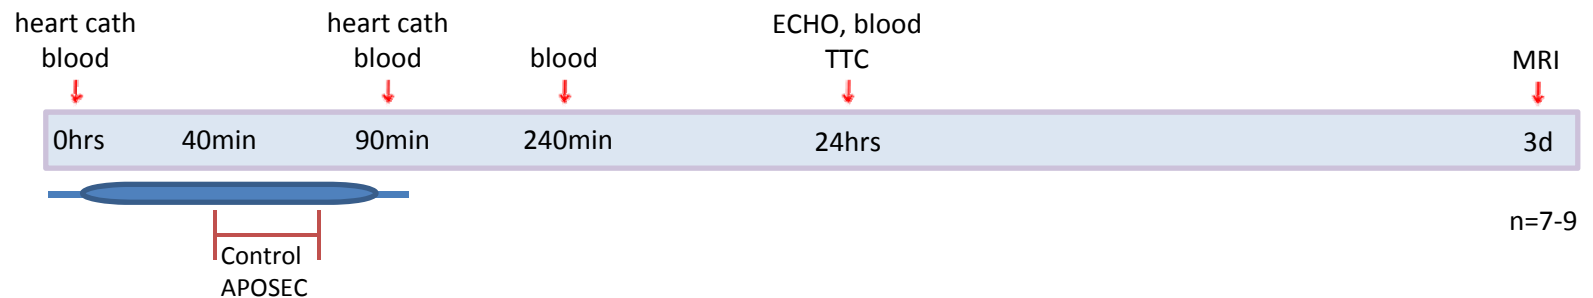 heart cath
blood
heart cath
blood
blood
ECHO, blood
TTC
MRI
0hrs
40min
90min
240min
24hrs
3d
n=7-9
Control
APOSEC